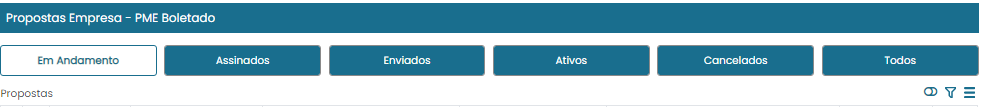 Propostas Empresa - PME Boletado
Em Andamento Assinados Enviados Ativos Cancelados Todos
Propostas